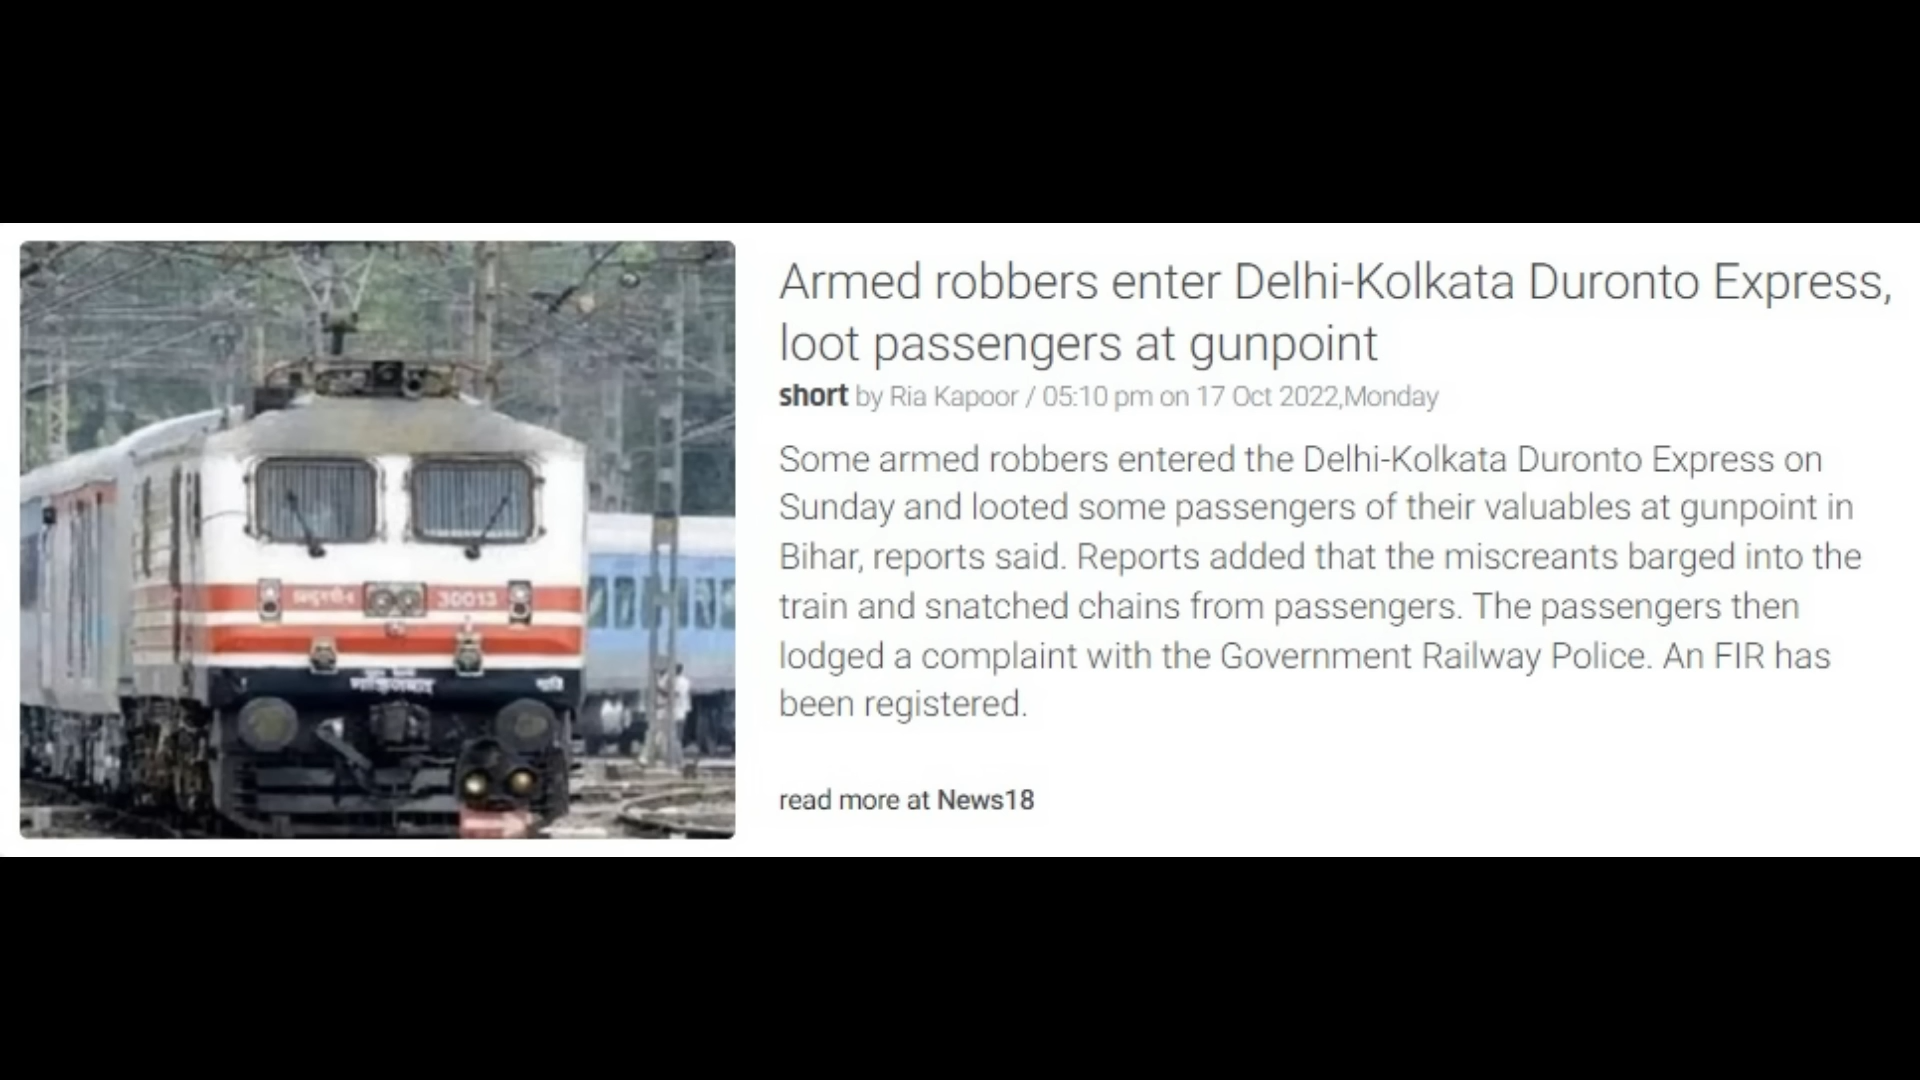 30013
Armed robbers enter Delhi-Kolkata Duronto Express,
loot passengers at gunpoint
short by Ria Kapoor / 05:10 pm on 17 Oct 2022,Monday
Some armed robbers entered the Delhi-Kolkata Duronto Express on
Sunday and looted some passengers of their valuables at gunpoint in
Bihar, reports said. Reports added that the miscreants barged into the
train and snatched chains from passengers. The passengers then
lodged a complaint with the Government Railway Police. An FIR has
been registered.
read more at News18